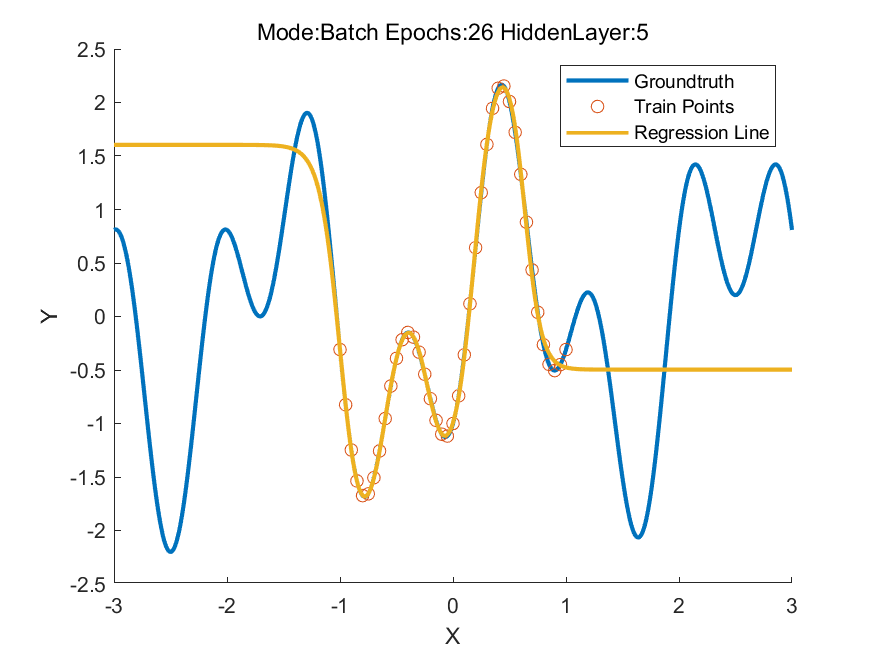 Mode:Batch Epochs:26 HiddenLayer:5
2.5
2
1.5
1
0.5
0
-0.5
-1
-1.5
-2
-2.5
Y
Groundtruth
Train Points
Regression Line
-3 -2 -1 0 1 2 3
X